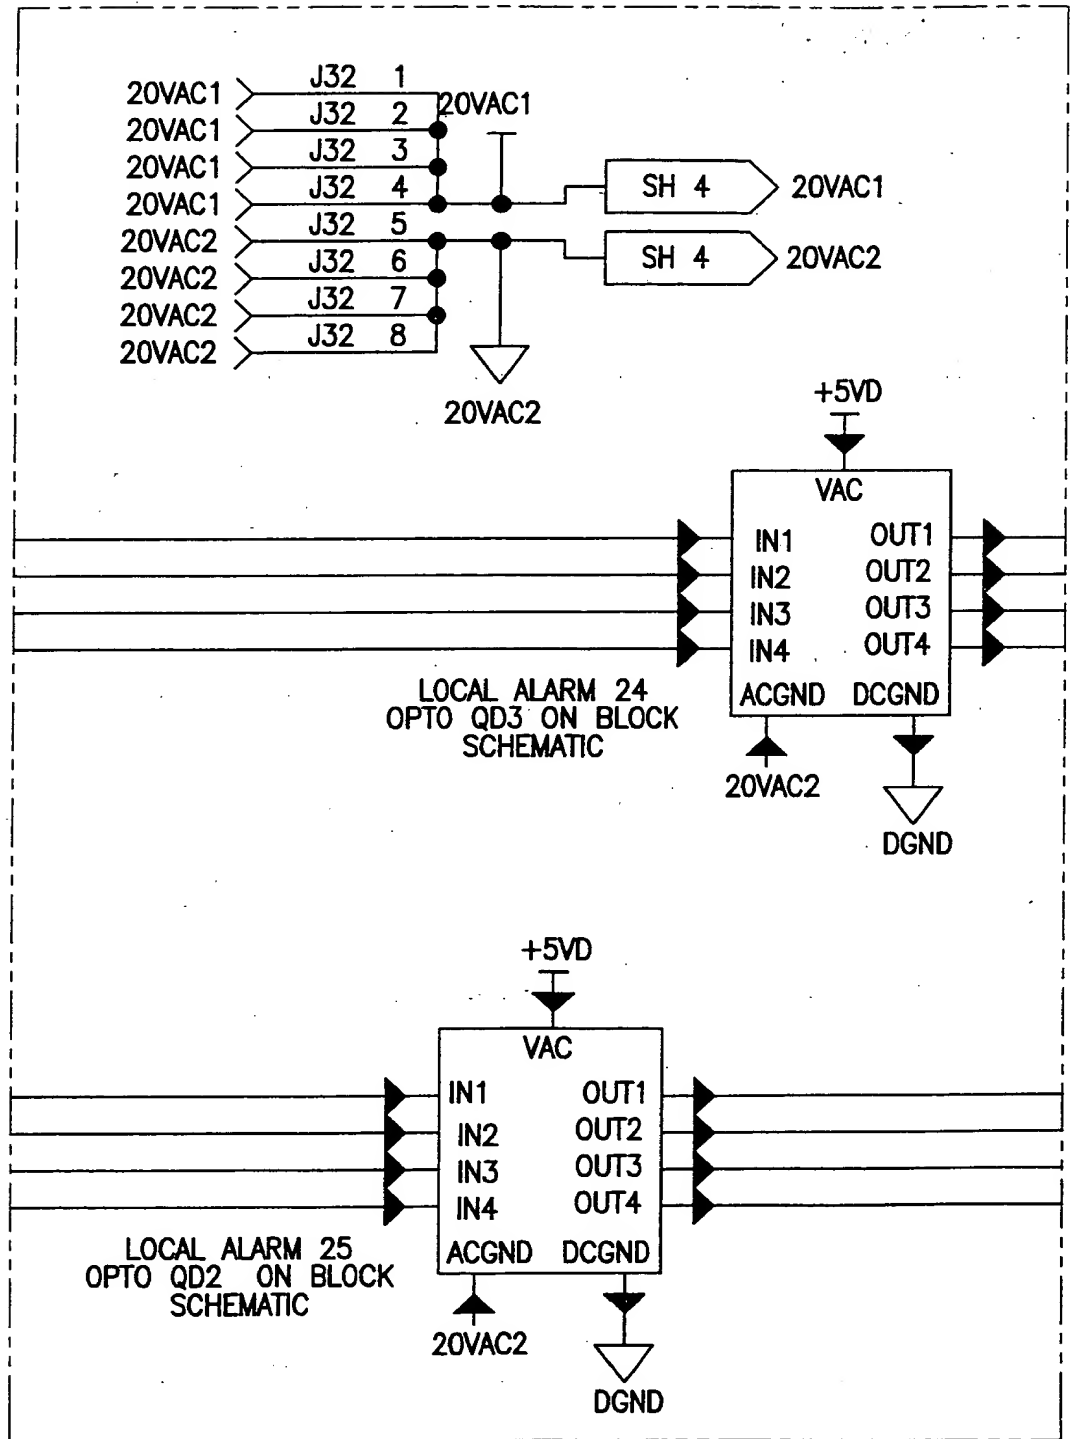 20VAC1 J32 1
20VAC1 J32 2
20VAC1 J32 3
20VAC1 J32 4
20VAC2 J32 5
20VAC2 J32 6
20VAC2 J32 7
20VAC2 J32 8
20VAC1
SH 4 20VAC1
SH 4 20VAC2
20VAC2
+5VD
VAC
IN1 OUT1
IN2 OUT2
IN3 OUT3
IN4 OUT4
ACGND DCGND
LOCAL ALARM 24
OPTO QD3 ON BLOCK
SCHEMATIC
20VAC2
DGND
+5VD
VAC
IN1 OUT1
IN2 OUT2
IN3 OUT3
IN4 OUT4
ACGND DCGND
LOCAL ALARM 25
OPTO QD2 ON BLOCK
SCHEMATIC
20VAC2
DGND